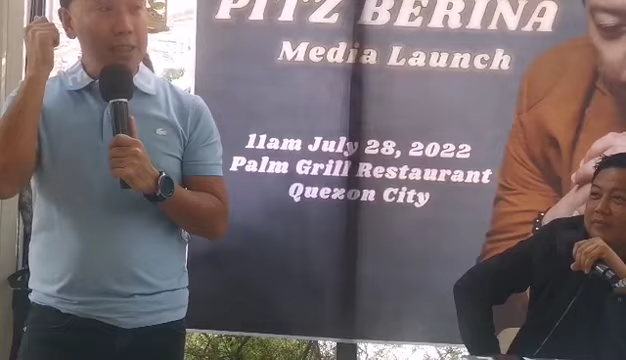 PITZ BERINA
Media Launch
11am July 28, 2022
Palm Grill Restaurant
Quezon City